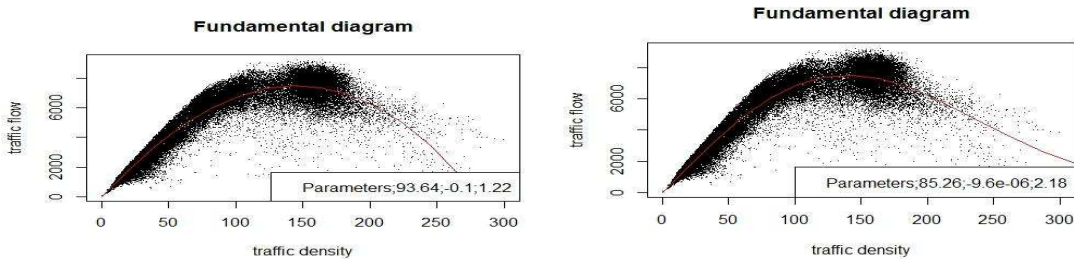 Fundamental diagram
traffic flow
6000
2000
0
Parameters;93.64;-0.1;1.22
0 50 100 150 200 250 300
traffic density
Fundamental diagram
traffic flow
6000
2000
0
Parameters;85.26;-9.6e-06;2.18
0 50 100 150 200 250 300
traffic density